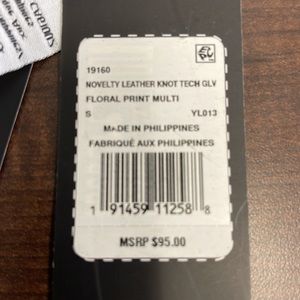 19160
NOVELTY LEATHER KNOT TECH GLV
FLORAL PRINT MULTI
S YL013
MADE IN PHILIPPINES
FABRIQUÉ AUX PHILIPPINES
1 91459 11258 8
MSRP $95.00